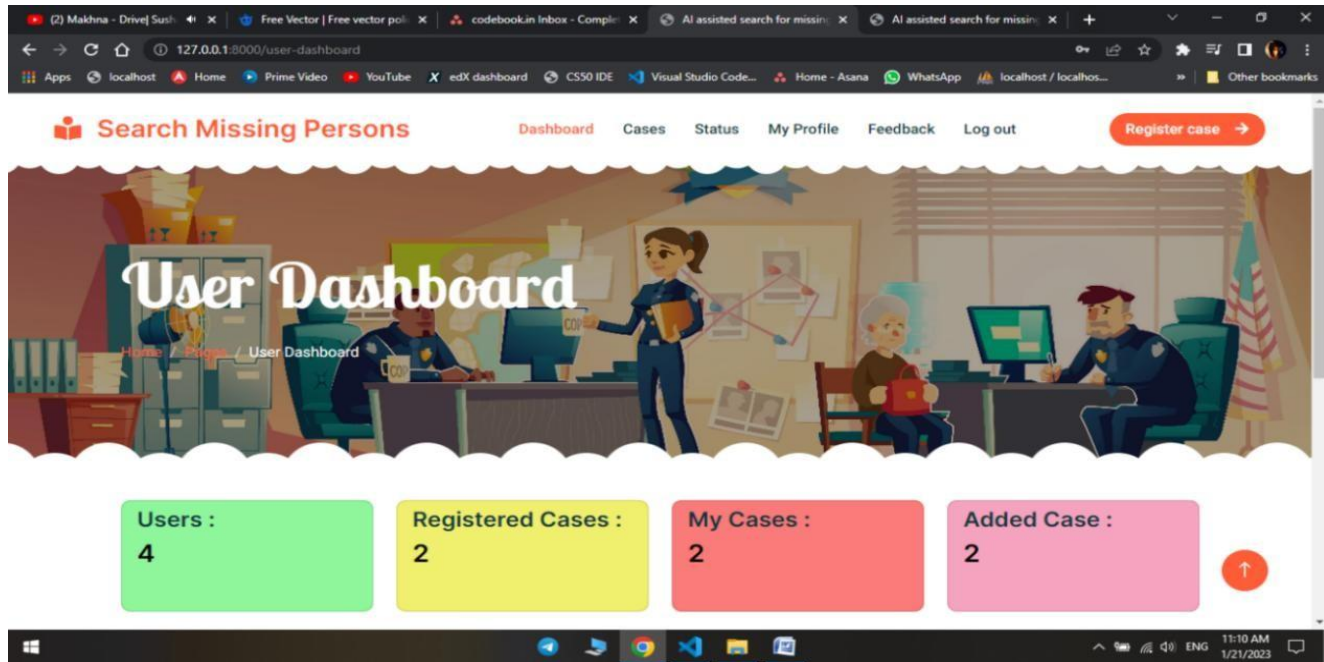 (2) Makhna - Drive| Sush
Free Vector | Free vector poli
codebook.in Inbox - Complet
AI assisted search for missing
AI assisted search for missing
127.0.0.1:8000/user-dashboard
Apps localhost Home Prime Video YouTube edX dashboard CS50 IDE Visual Studio Code... Home - Asana WhatsApp localhost / localhos... » Other bookmarks
Search Missing Persons
Dashboard Cases Status My Profile Feedback Log out
Register case →
User Dashboard
COP
Home / Pages / User Dashboard
COP
Users :
4
Registered Cases :
2
My Cases :
2
Added Case :
2
ENG
11:10 AM
1/21/2023